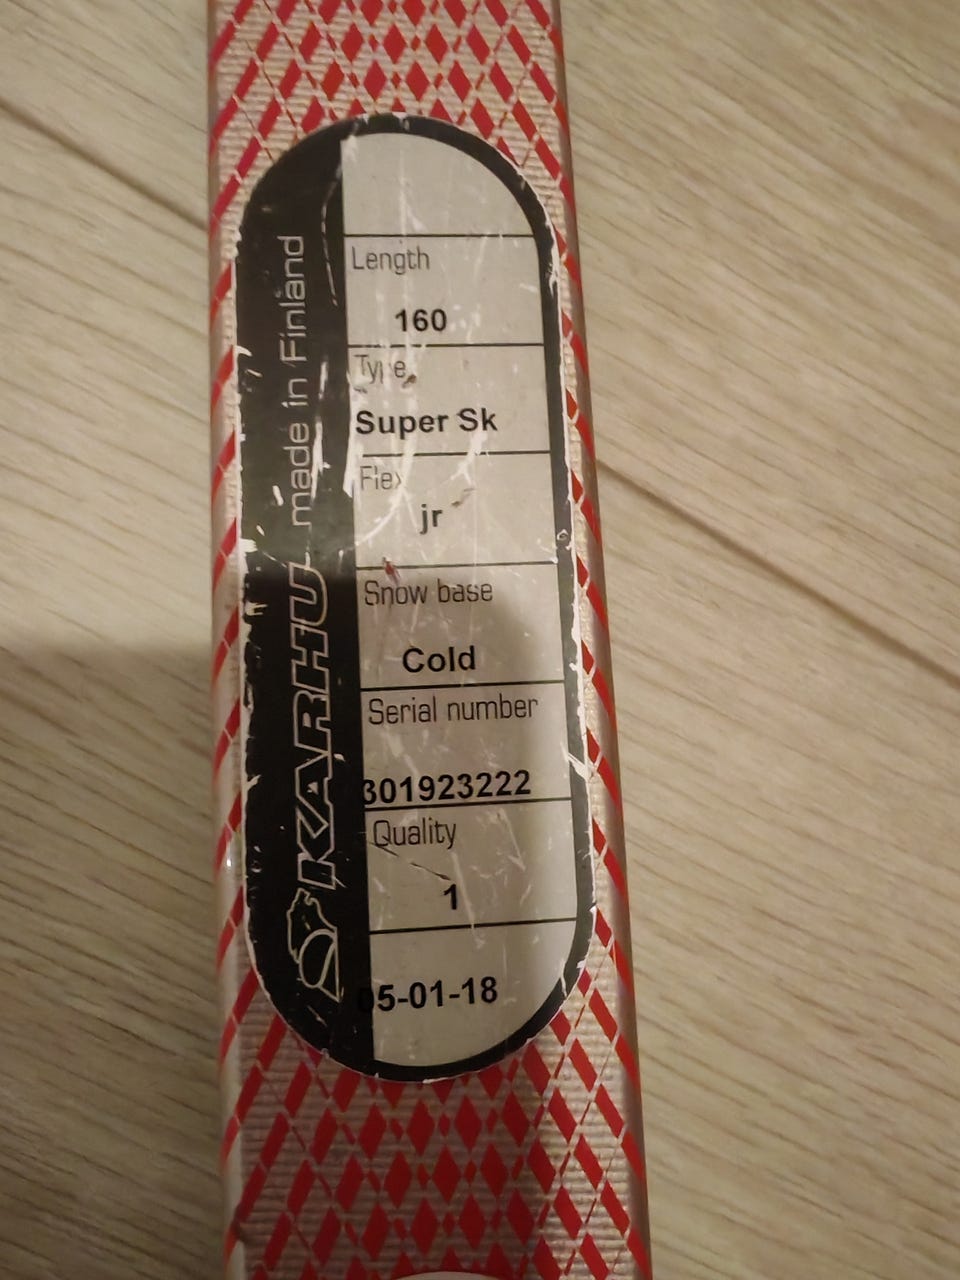 Length
160
Type
Super Sk
Flex
jr
Snow base
Cold
Serial number
301923222
Quality
1
05-01-18
KARHU made in Finland